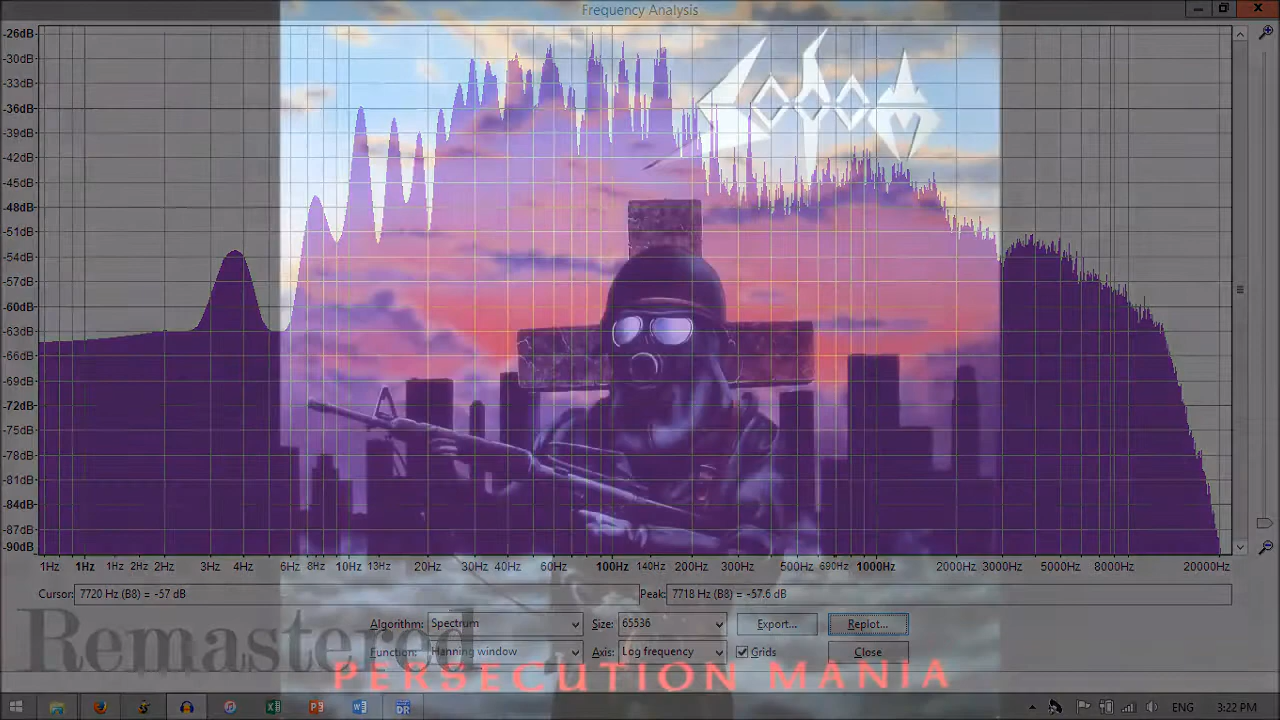 Frequency Analysis
SODOM
-26dB
-30dB
-33dB
-36dB
-39dB
-42dB
-45dB
-48dB
-51dB
-54dB
-57dB
-60dB
-63dB
-66dB
-69dB
-72dB
-75dB
-78dB
-81dB
-84dB
-87dB
-90dB
1Hz 1Hz 1Hz 2Hz 2Hz 3Hz 4Hz 6Hz 8Hz 10Hz 13Hz 20Hz 30Hz 40Hz 60Hz 100Hz 140Hz 200Hz 300Hz 500Hz 690Hz 1000Hz 2000Hz 3000Hz 5000Hz 8000Hz 20000Hz
Cursor: 7720 Hz (B8) = -57 dB Peak: 7718 Hz (B8) = -57.6 dB
Algorithm: Spectrum Size: 65536 Export... Replot...
Function: Hanning window Axis: Log frequency Grids Close
Remastered
PERSECUTION MANIA
ENG 3:22 PM